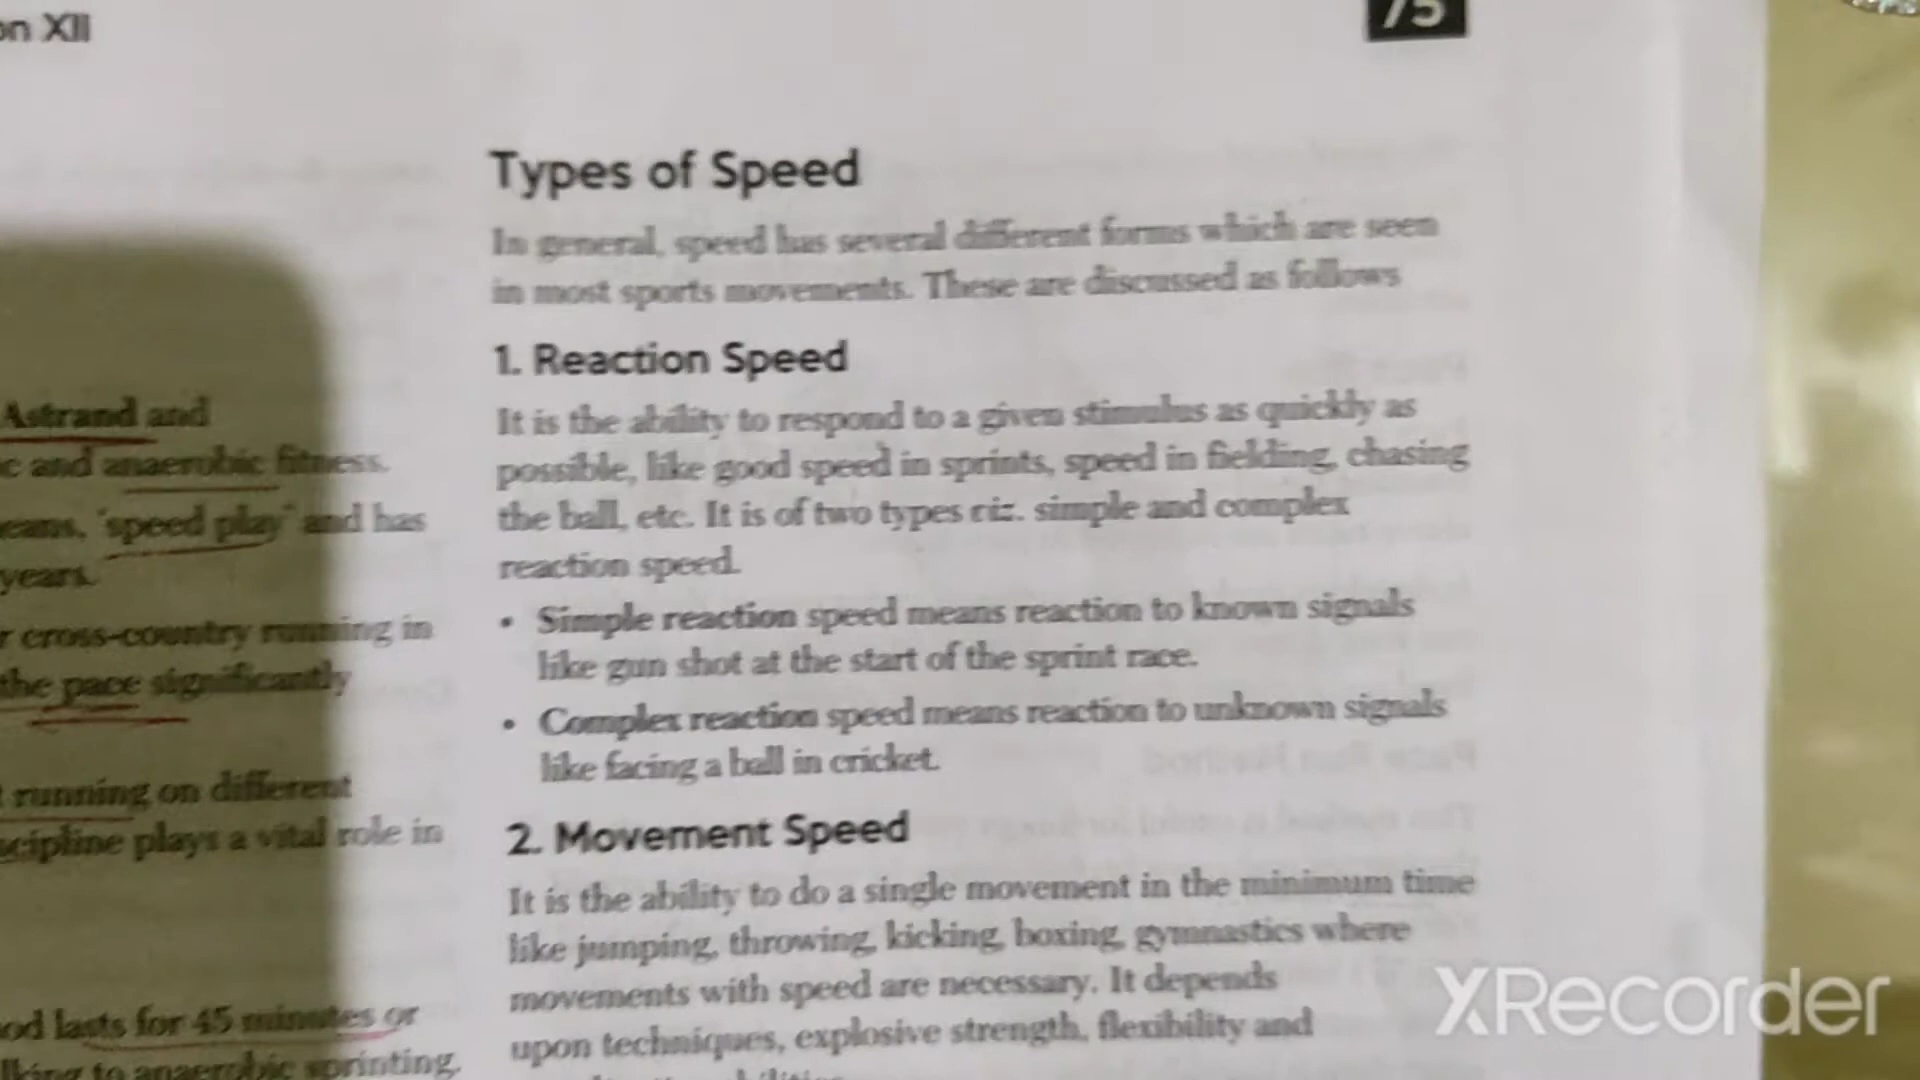 on XII
75
Astrand and
c and anaerobic fitness.
eans, 'speed play' and has
years.
r cross-country running in
the pace significantly
running on different
scipline plays a vital role in
od lasts for 45 minutes or
lking to anaerobic sprinting.
Types of Speed
In general, speed has several different forms which are seen
in most sports movements. These are discussed as follows
1. Reaction Speed
It is the ability to respond to a given stimulus as quickly as
possible, like good speed in sprints, speed in fielding, chasing
the ball, etc. It is of two types viz. simple and complex
reaction speed.
• Simple reaction speed means reaction to known signals
like gun shot at the start of the sprint race.
• Complex reaction speed means reaction to unknown signals
like facing a ball in cricket.
2. Movement Speed
It is the ability to do a single movement in the minimum time
like jumping, throwing, kicking, boxing, gymnastics where
movements with speed are necessary. It depends
upon techniques, explosive strength, flexibility and
XRecorder